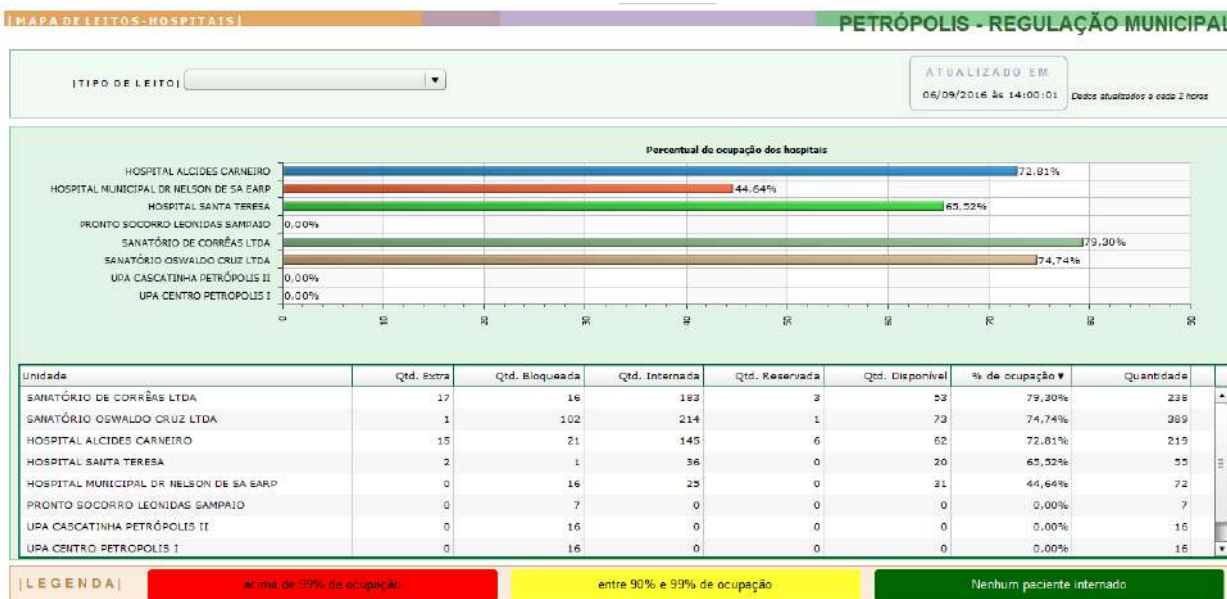 |MAPA DE LEITOS-HOSPITAIS|
PETRÓPOLIS - REGULAÇÃO MUNICIPAL
|TIPO DE LEITO|
ATUALIZADO EM
06/09/2016 às 14:00:01 Dados atualizados a cada 2 horas
Percentual de ocupação dos hospitais
HOSPITAL ALCIDES CARNEIRO 72,81%
HOSPITAL MUNICIPAL DR NELSON DE SA EARP 44,64%
HOSPITAL SANTA TERESA 65,52%
PRONTO SOCORRO LEONIDAS SAMPAIO 0,00%
SANATÓRIO DE CORRÊAS LTDA 79,30%
SANATÓRIO OSWALDO CRUZ LTDA 74,74%
UPA CASCATINHA PETRÓPOLIS II 0,00%
UPA CENTRO PETROPOLIS I 0,00%
0 10 20 30 40 50 60 70 80 90
Unidade Qtd. Extra Qtd. Bloqueada Qtd. Internada Qtd. Reservada Qtd. Disponível % de ocupação ▼ Quantidade
SANATÓRIO DE CORRÊAS LTDA 17 16 183 3 53 79,30% 238
SANATÓRIO OSWALDO CRUZ LTDA 1 102 214 1 73 74,74% 389
HOSPITAL ALCIDES CARNEIRO 15 21 145 6 62 72,81% 219
HOSPITAL SANTA TERESA 2 1 36 0 20 65,52% 55
HOSPITAL MUNICIPAL DR NELSON DE SA EARP 0 16 25 0 31 44,64% 72
PRONTO SOCORRO LEONIDAS SAMPAIO 0 7 0 0 0 0,00% 7
UPA CASCATINHA PETRÓPOLIS II 0 16 0 0 0 0,00% 16
UPA CENTRO PETROPOLIS I 0 16 0 0 0 0,00% 16
|LEGENDA| acima de 99% de ocupação entre 90% e 99% de ocupação Nenhum paciente internado